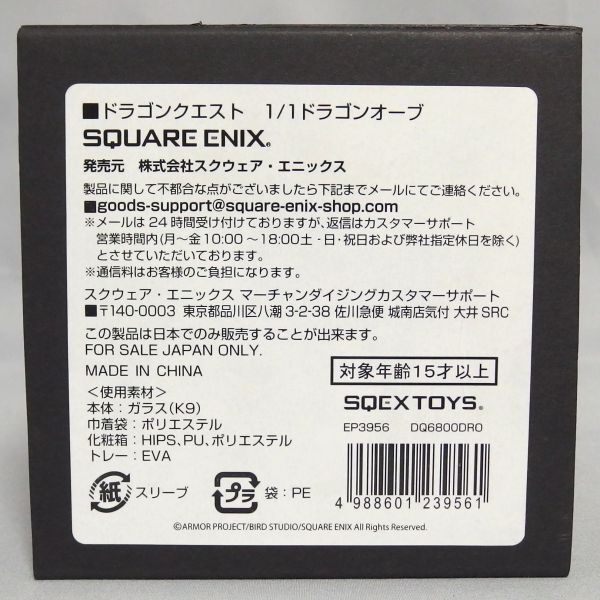 ■ドラゴンクエスト 1/1ドラゴンオーブ
SQUARE ENIX®
発売元 株式会社スクウェア・エニックス
製品に関して不都合な点がございましたら下記までメールにてご連絡ください。
■goods-support@square-enix-shop.com
※メールは24時間受け付けておりますが、返信はカスタマーサポート
営業時間内(月～金10:00～18:00土・日・祝日および弊社指定休日を除く)
とさせていただいております。
※通信料はお客様のご負担になります。
スクウェア・エニックス マーチャンダイジングカスタマーサポート
■〒140-0003 東京都品川区八潮 3-2-38 佐川急便 城南店気付 大井 SRC
この製品は日本でのみ販売することが出来ます。
FOR SALE JAPAN ONLY.
MADE IN CHINA
対象年齢15才以上
＜使用素材＞
本体：ガラス(K9)
巾着袋：ポリエステル
化粧箱：HIPS、PU、ポリエステル
トレー：EVA
SQEXTOYS®
EP3956 DQ6800DRO
紙 スリーブ
プラ 袋：PE
4 988601 239561
©ARMOR PROJECT/BIRD STUDIO/SQUARE ENIX All Rights Reserved.